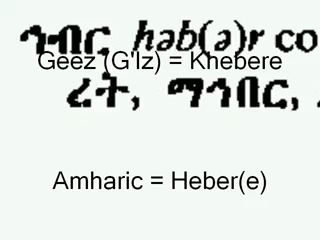 ኅብር həb(ə)r co
Geez (G'Iz) = Khebere
ረት, ማኅበር,
Amharic = Heber(e)